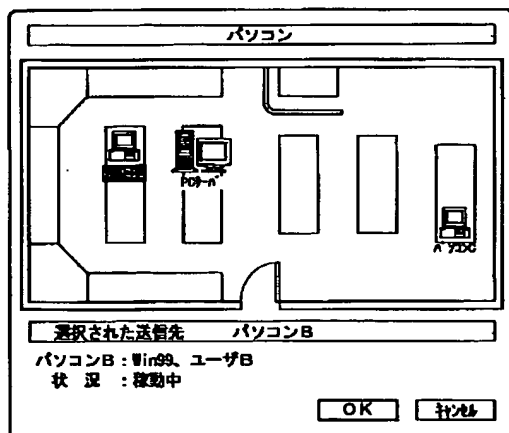 パソコン
PCｻｰﾊﾞ
ﾊﾟｿｺﾝC
選択された送信先 パソコンB
パソコンB：Win99、ユーザB
状 況 ：稼動中
OK
ｷｬﾝｾﾙ